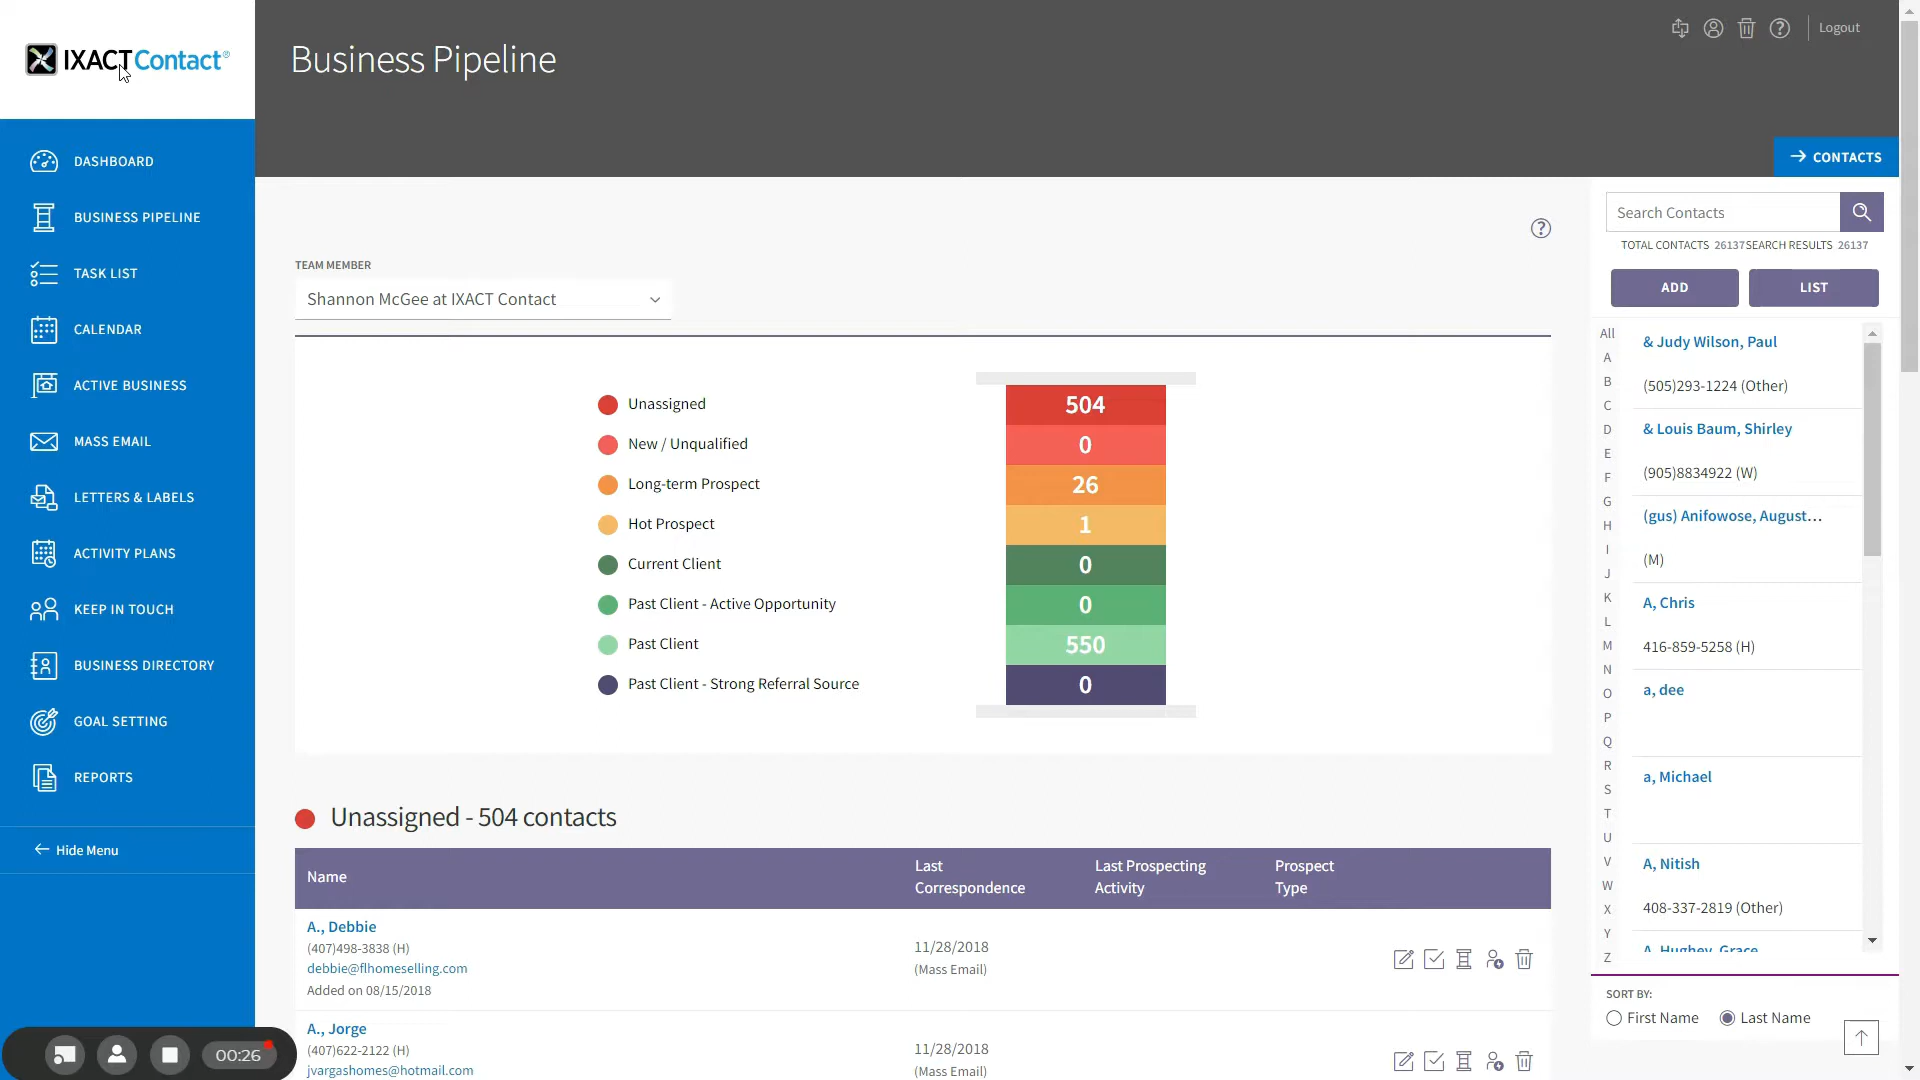 IXACTContact®
Business Pipeline
Logout
CONTACTS
DASHBOARD
BUSINESS PIPELINE
TASK LIST
CALENDAR
ACTIVE BUSINESS
MASS EMAIL
LETTERS & LABELS
ACTIVITY PLANS
KEEP IN TOUCH
BUSINESS DIRECTORY
GOAL SETTING
REPORTS
Hide Menu
00:26
TEAM MEMBER
Shannon McGee at IXACT Contact
Unassigned 504
New / Unqualified 0
Long-term Prospect 26
Hot Prospect 1
Current Client 0
Past Client - Active Opportunity 0
Past Client 550
Past Client - Strong Referral Source 0
Unassigned - 504 contacts
Name Last Correspondence Last Prospecting Activity Prospect Type
A., Debbie
(407)498-3838 (H)
debbie@flhomeselling.com
Added on 08/15/2018
11/28/2018
(Mass Email)
A., Jorge
(407)622-2122 (H)
jvargashomes@hotmail.com
11/28/2018
(Mass Email)
Search Contacts
TOTAL CONTACTS 26137SEARCH RESULTS 26137
ADD LIST
All
A
B
C
D
E
F
G
H
I
J
K
L
M
N
O
P
Q
R
S
T
U
V
W
X
Y
Z
& Judy Wilson, Paul
(505)293-1224 (Other)
& Louis Baum, Shirley
(905)8834922 (W)
(gus) Anifowose, August...
(M)
A, Chris
416-859-5258 (H)
a, dee
a, Michael
A, Nitish
408-337-2819 (Other)
A, Hughey, Grace
SORT BY:
First Name Last Name